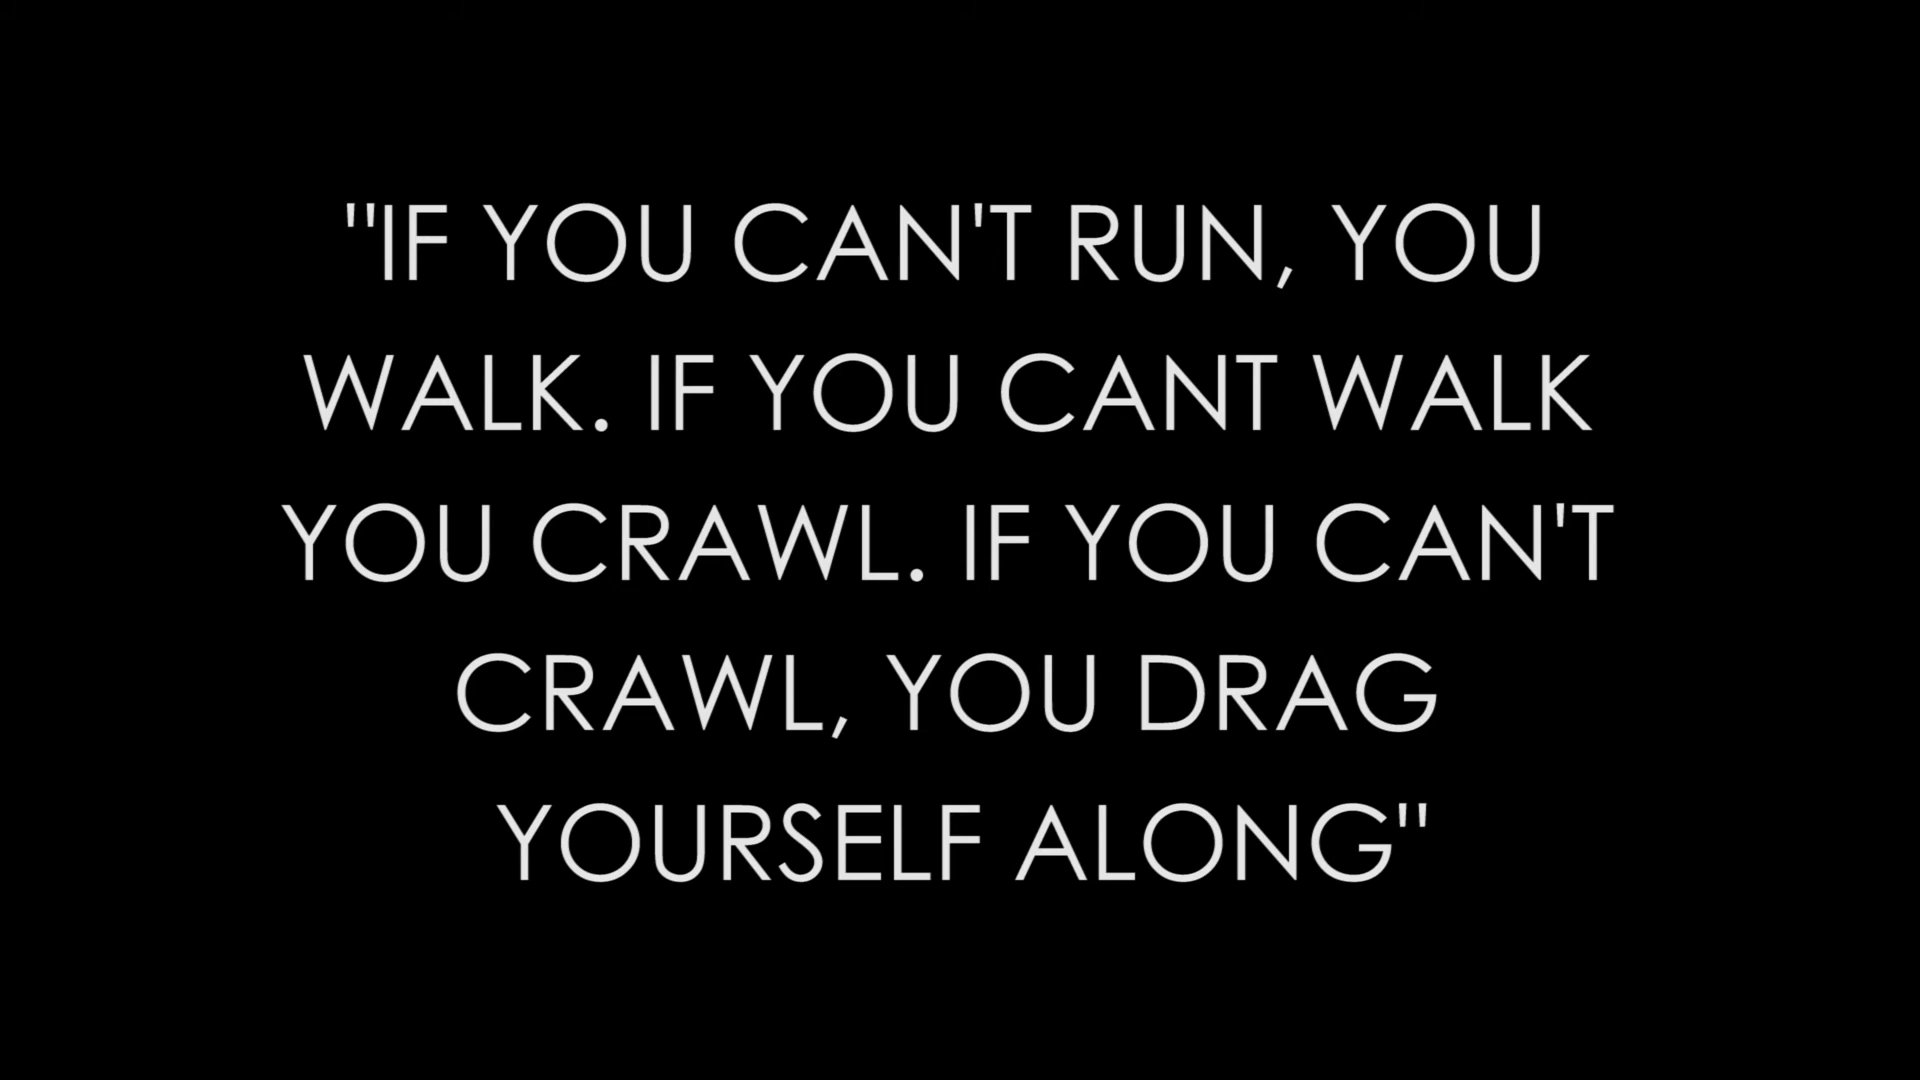 "IF YOU CAN'T RUN, YOU
WALK. IF YOU CANT WALK
YOU CRAWL. IF YOU CAN'T
CRAWL, YOU DRAG
YOURSELF ALONG"